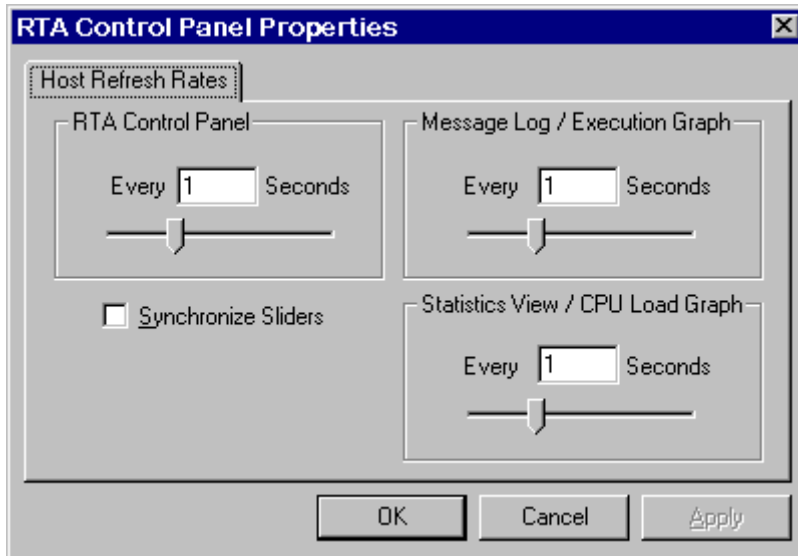 RTA Control Panel Properties
Host Refresh Rates
RTA Control Panel
Every 1 Seconds
Message Log / Execution Graph
Every 1 Seconds
Synchronize Sliders
Statistics View / CPU Load Graph
Every 1 Seconds
OK
Cancel
Apply